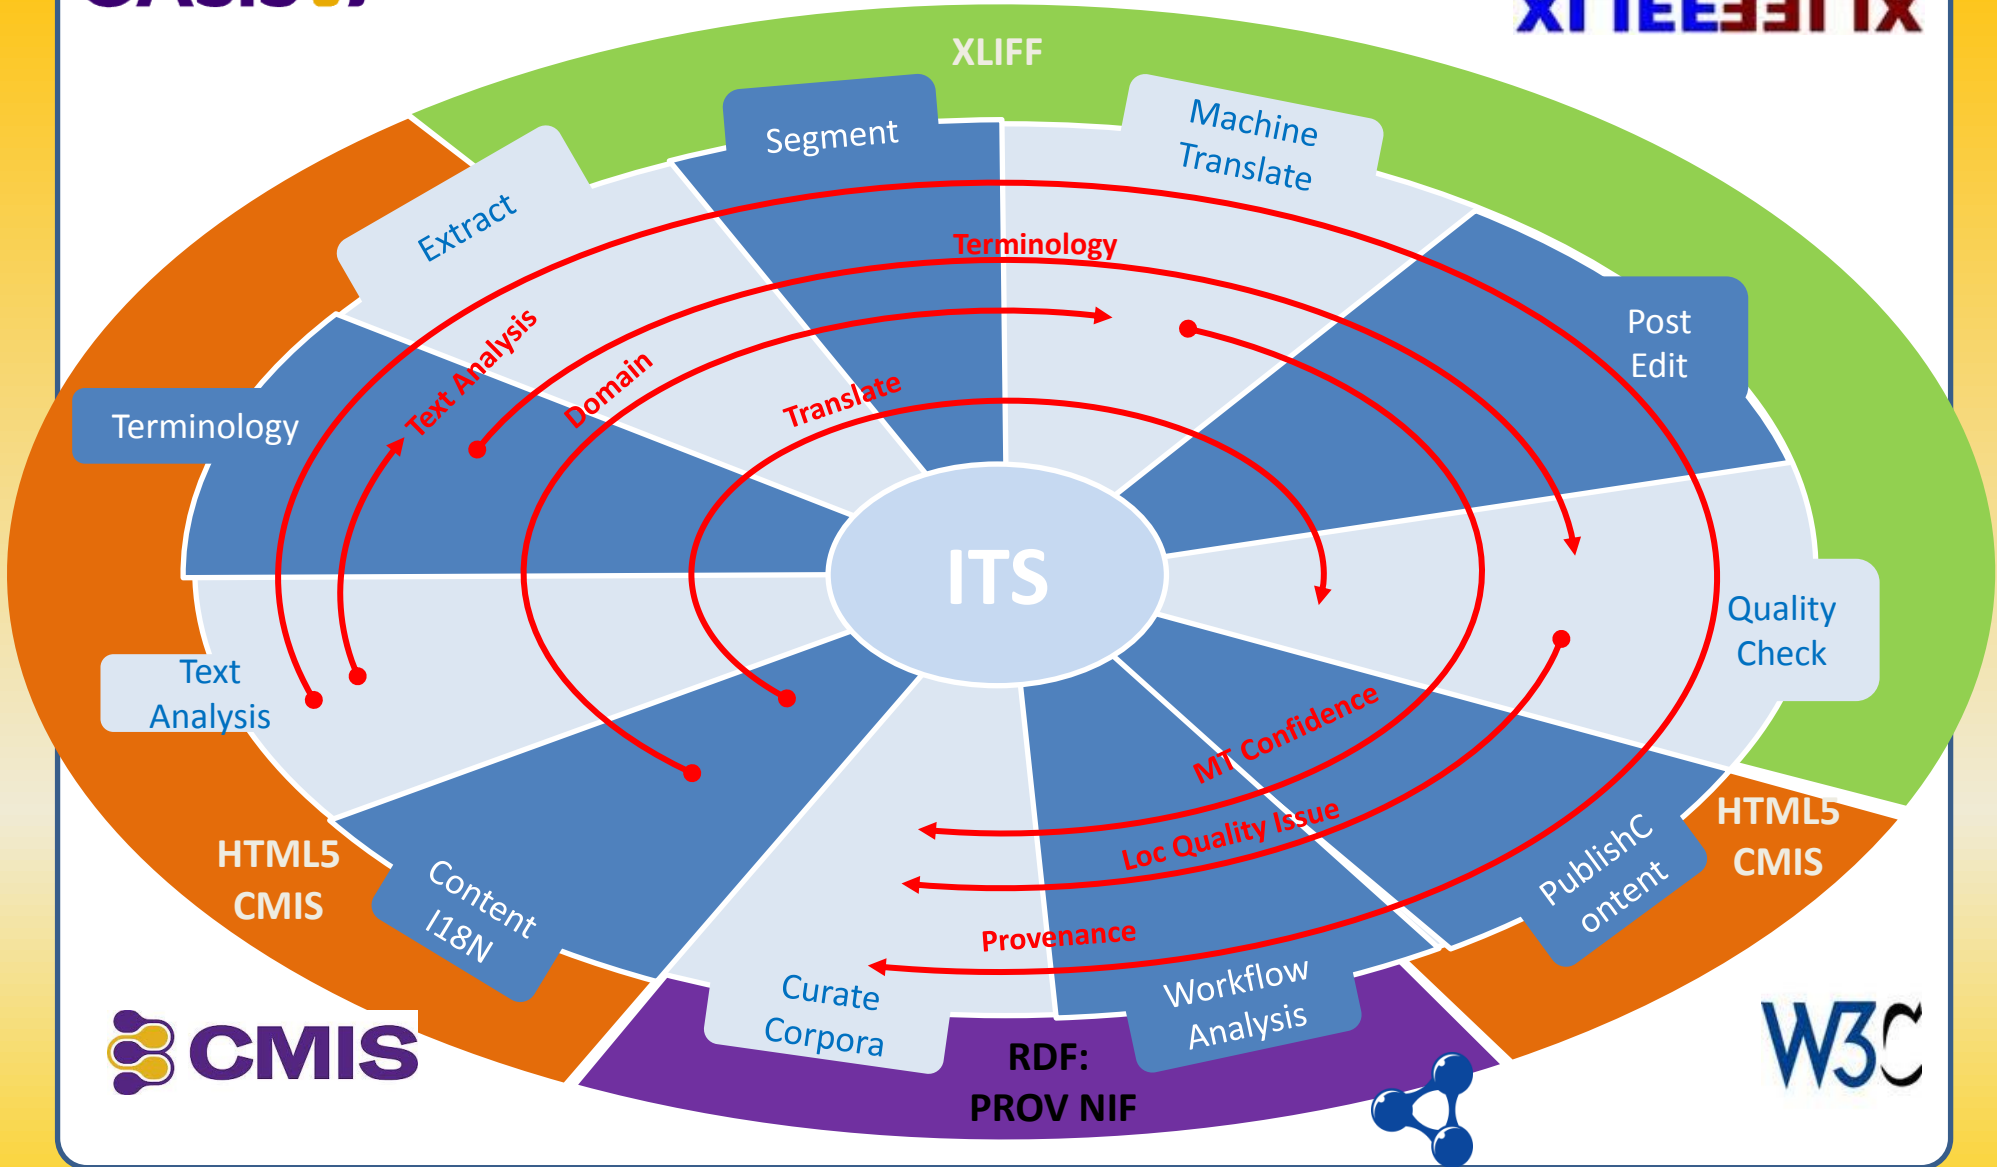 OASIS
XLIFF
Segment
Machine
Translate
Extract
Terminology
Post
Edit
Text Analysis
Domain
Translate
Terminology
ITS
Quality
Check
Text
Analysis
MT Confidence
Loc Quality Issue
Provenance
HTML5
CMIS
HTML5
CMIS
Content
I18N
PublishC
ontent
Curate
Corpora
Workflow
Analysis
RDF:
PROV NIF
CMIS
W3C